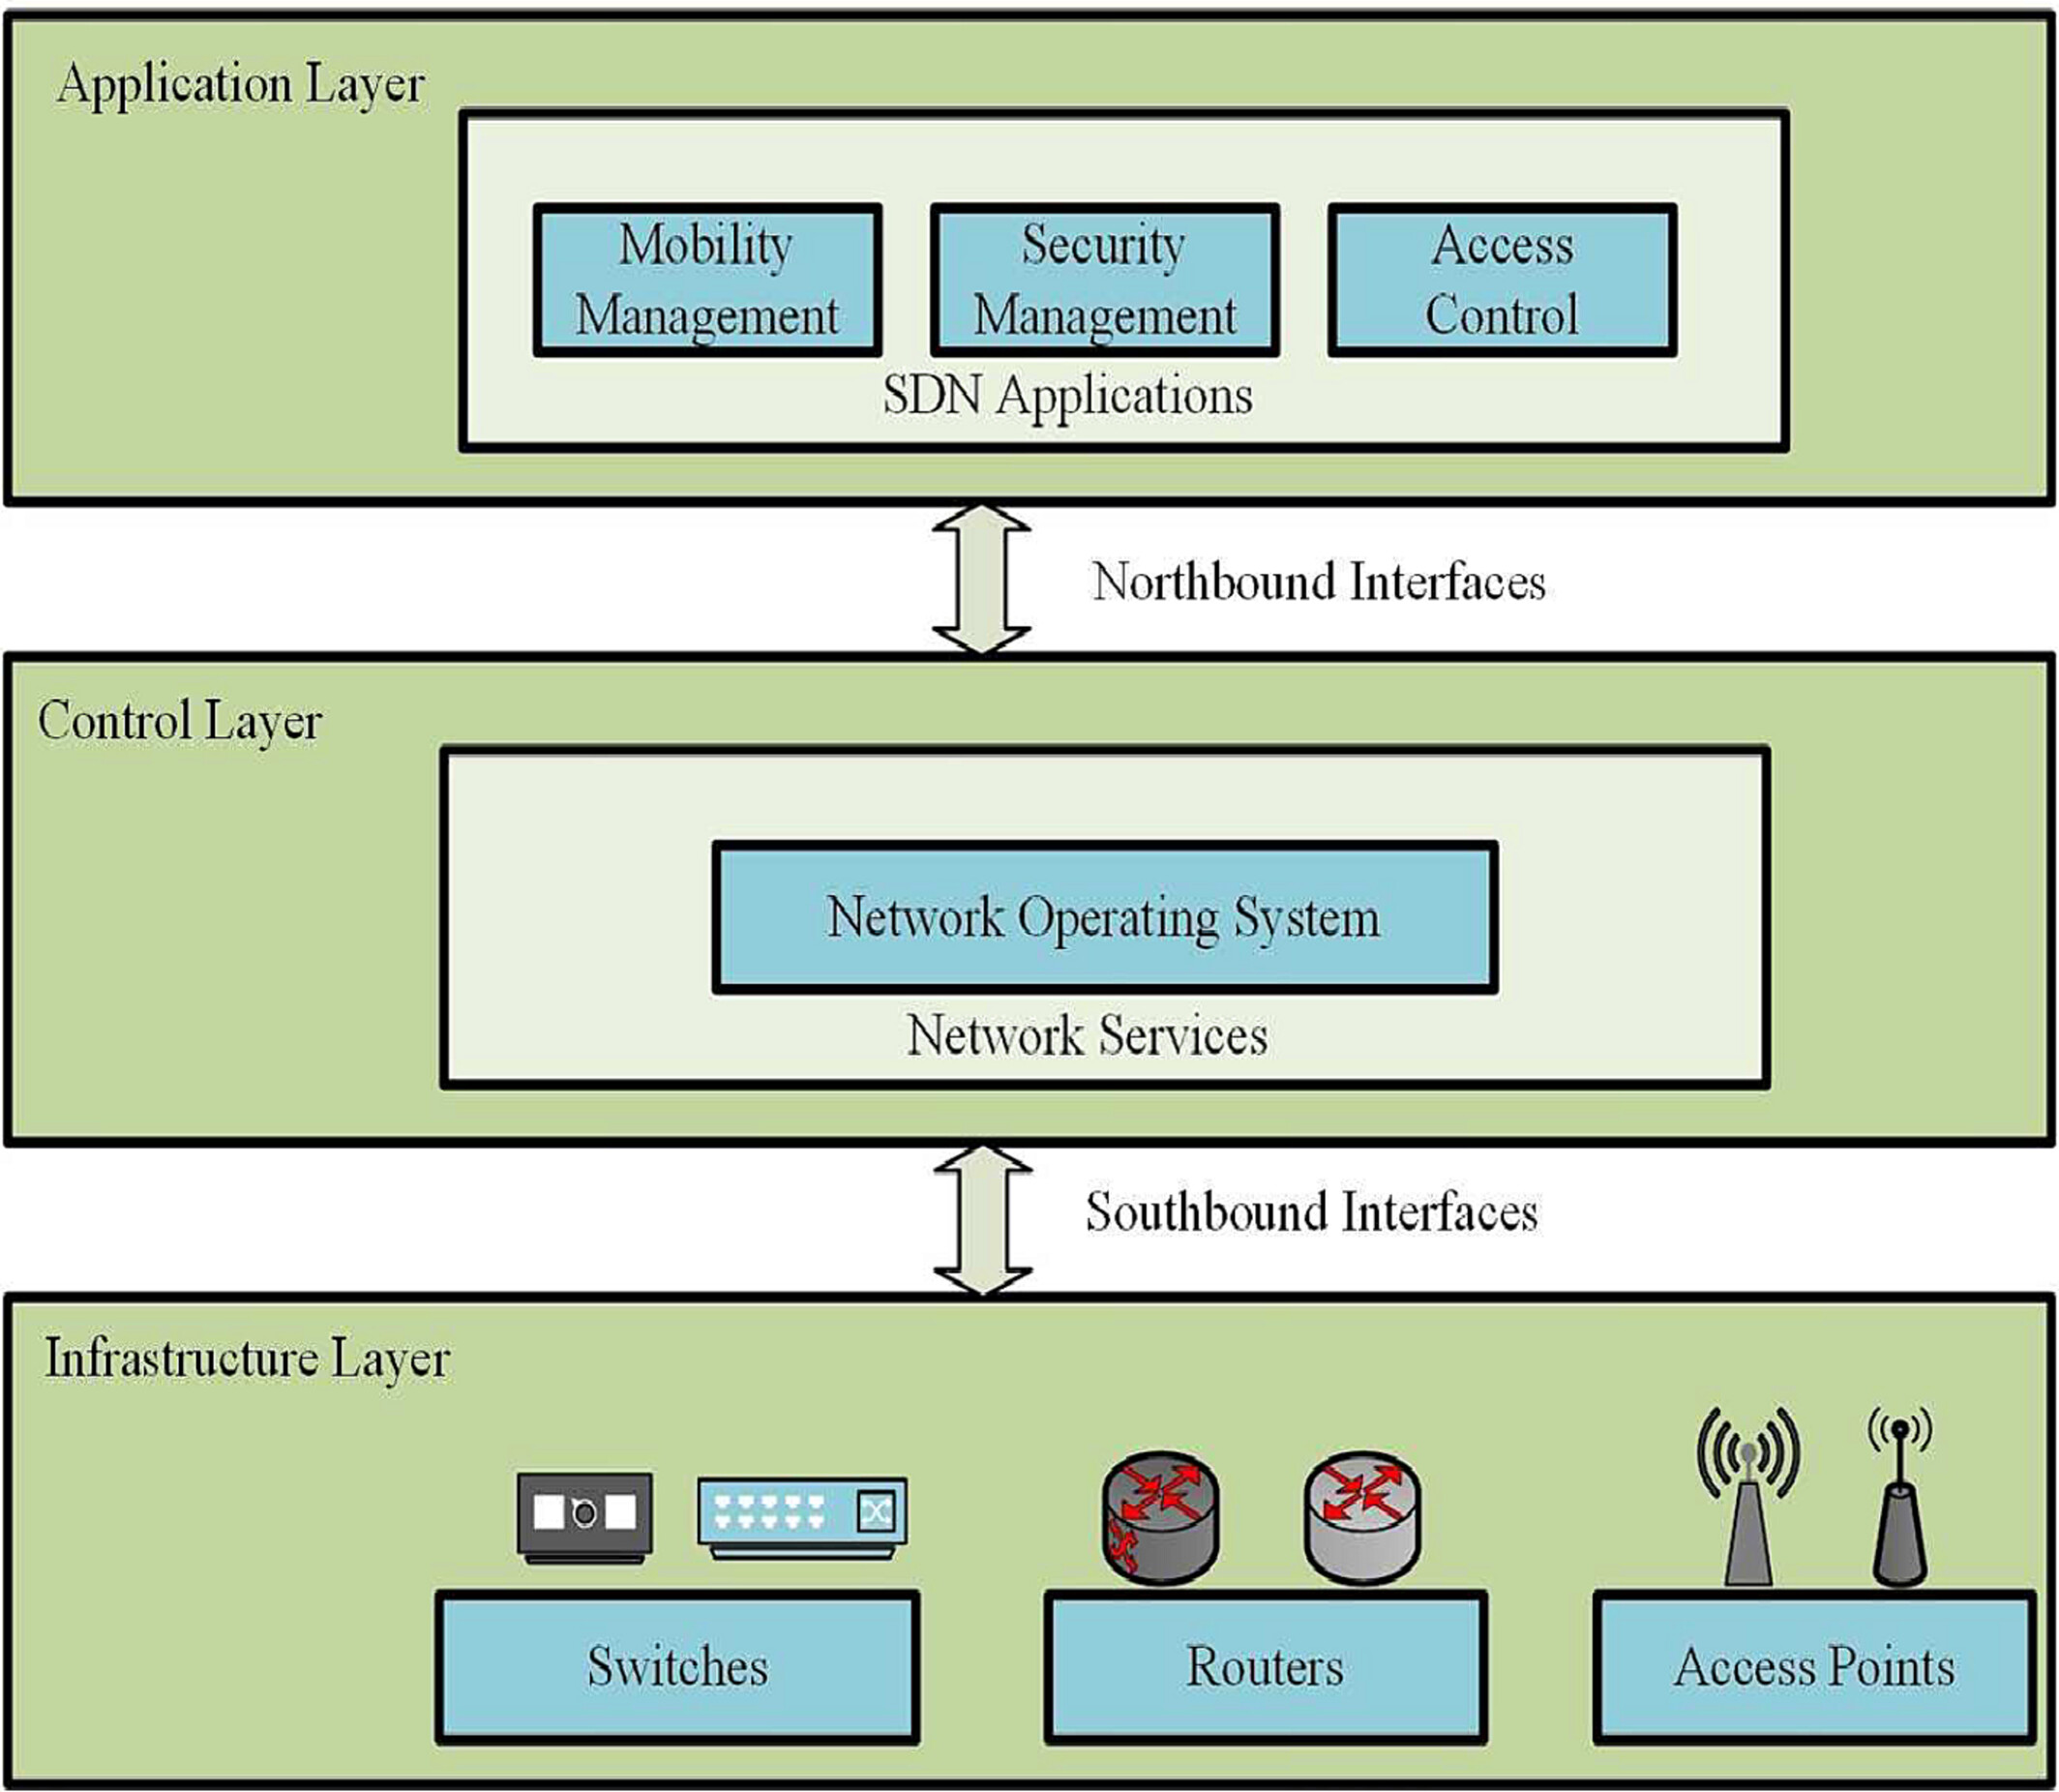 Application Layer
Mobility
Management
Security
Management
Access
Control
SDN Applications
Northbound Interfaces
Control Layer
Network Operating System
Network Services
Southbound Interfaces
Infrastructure Layer
Switches
Routers
Access Points